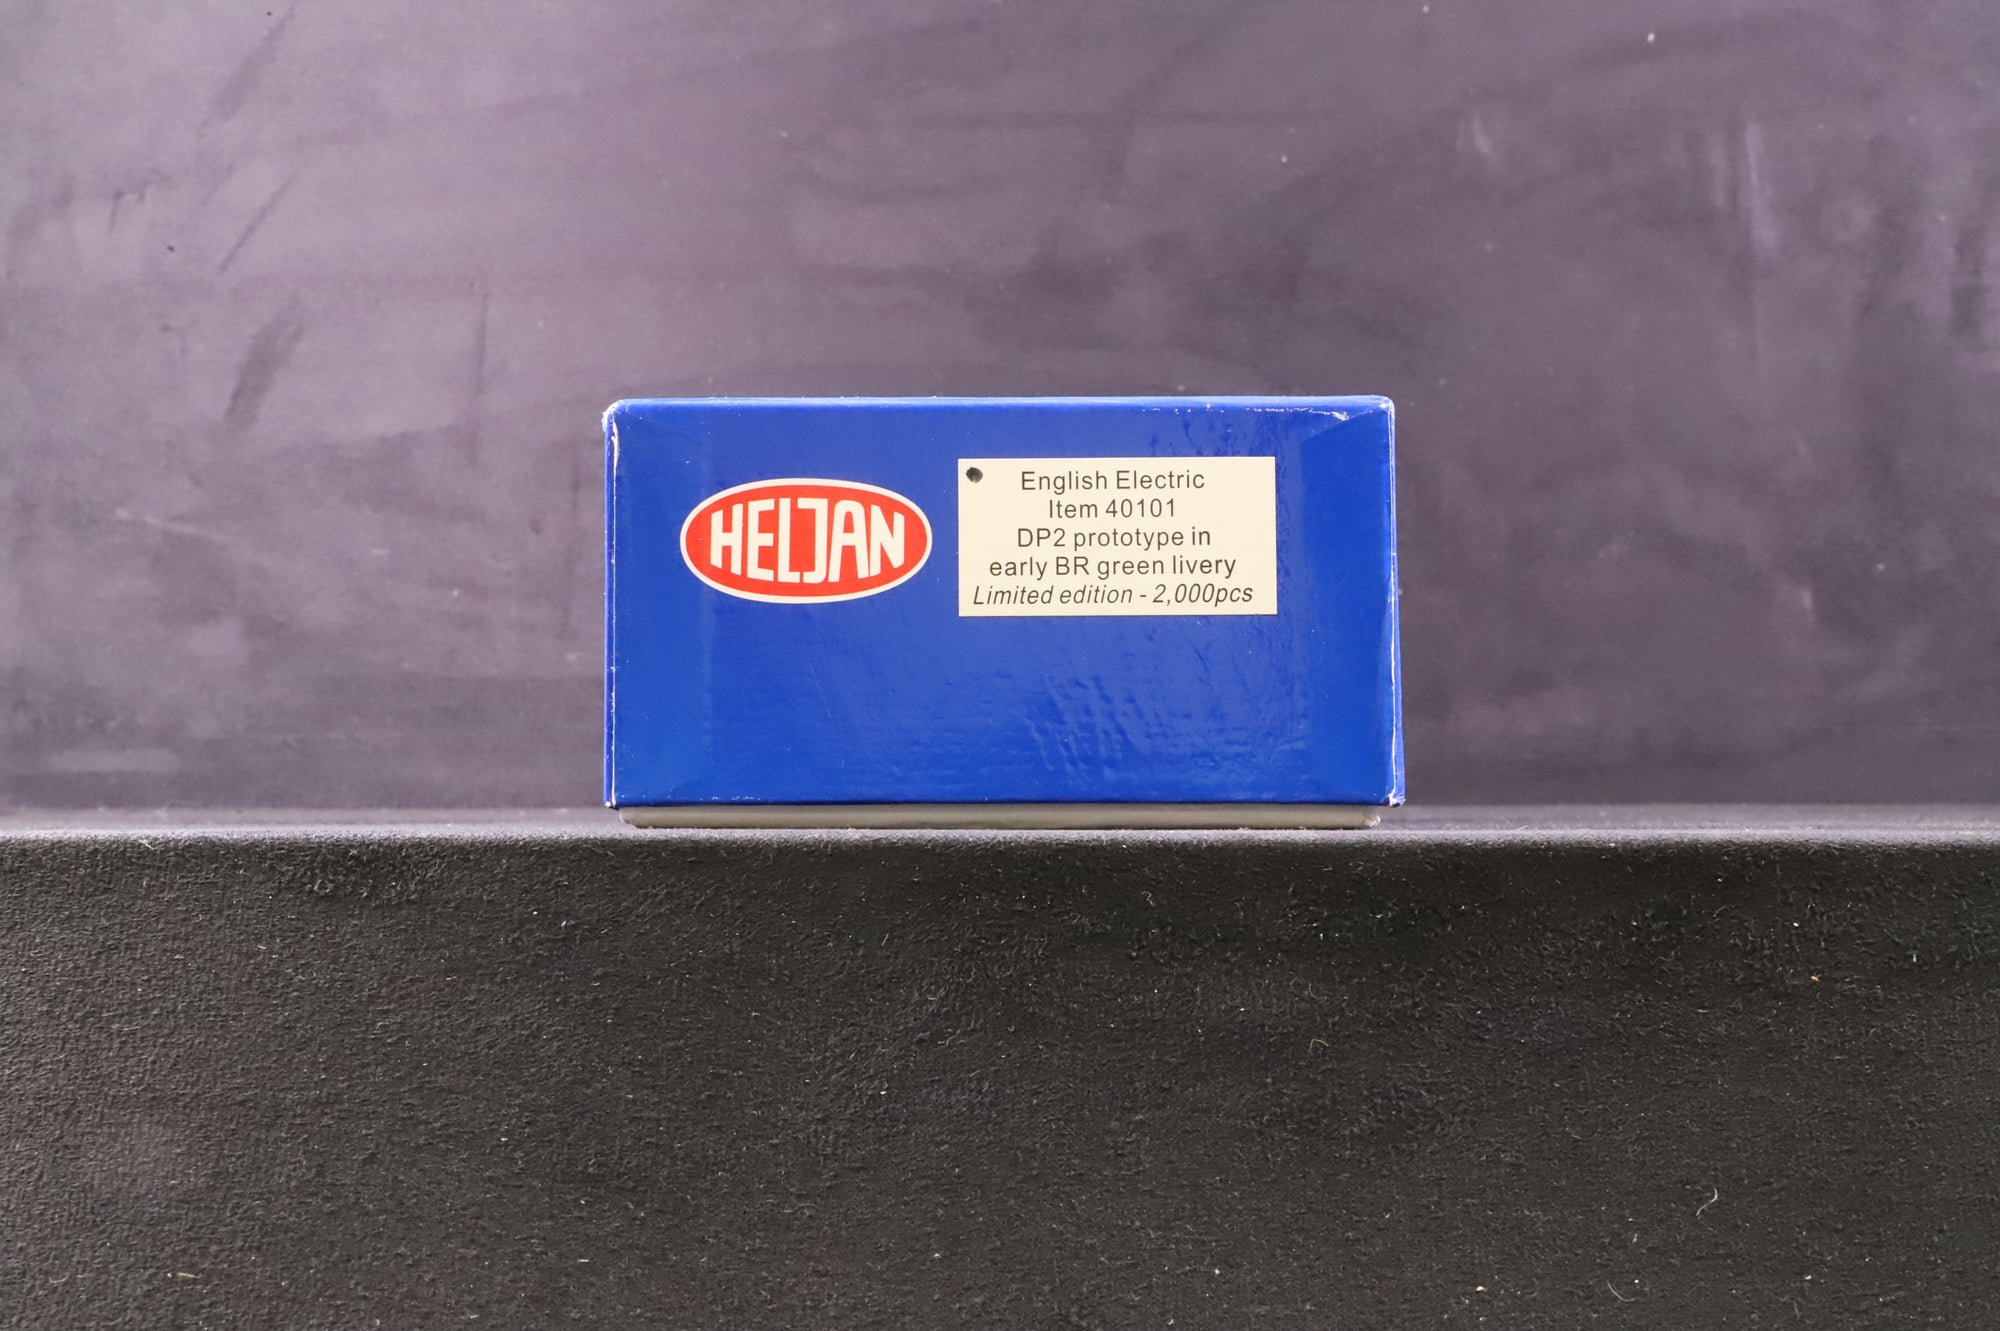 HELJAN
English Electric
Item 40101
DP2 prototype in
early BR green livery
Limited edition - 2,000pcs